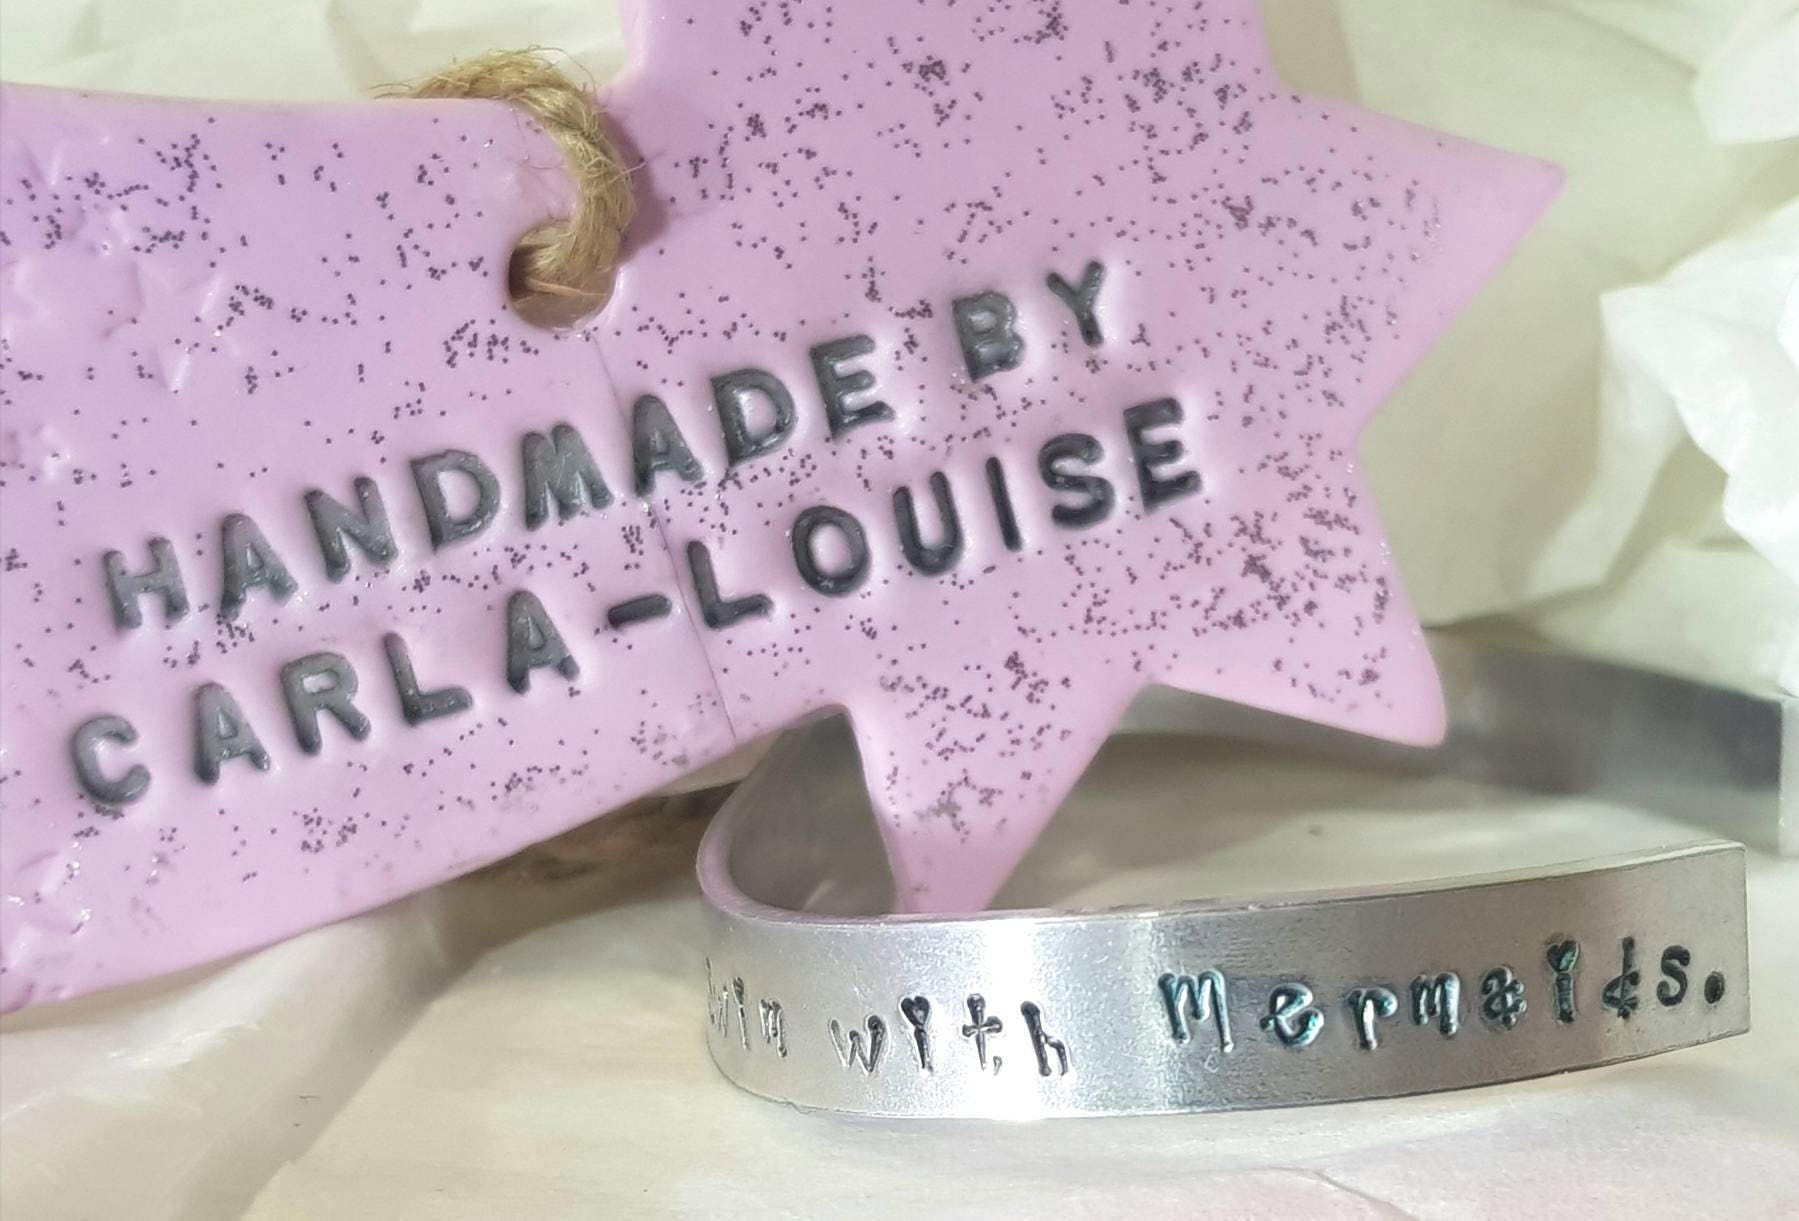 HANDMADE BY
CARLA-LOUISE
with Mermaids.